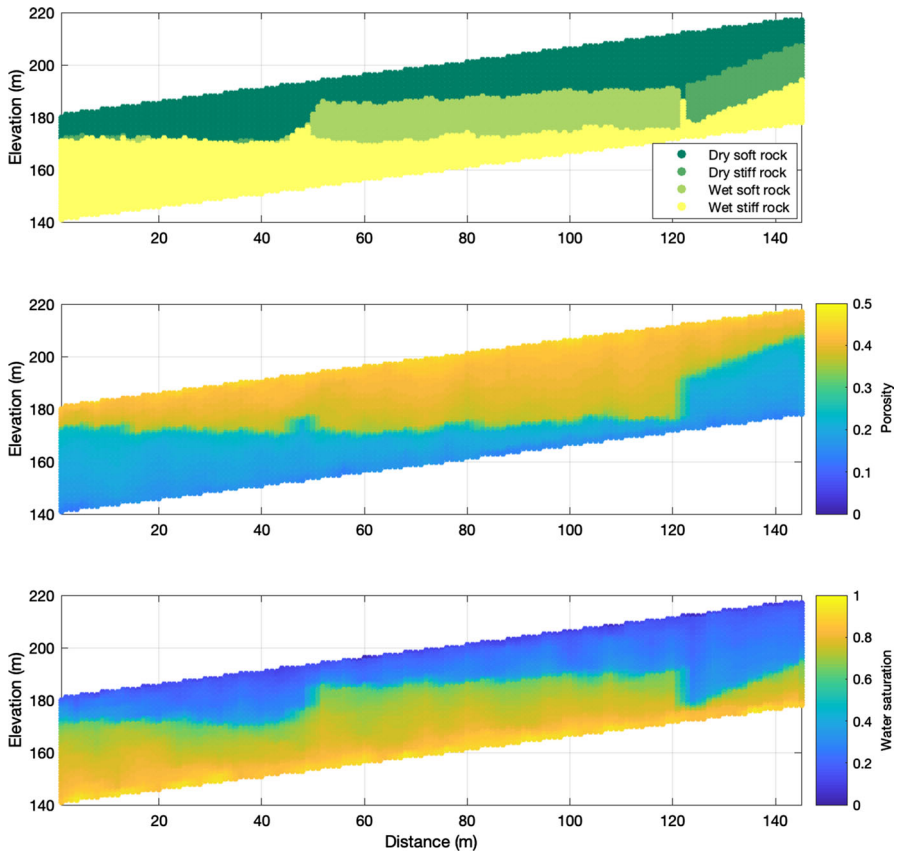 220
200
180
160
140
Elevation (m)
20 40 60 80 100 120 140
Dry soft rock
Dry stiff rock
Wet soft rock
Wet stiff rock
220
200
180
160
140
Elevation (m)
20 40 60 80 100 120 140
0.5
0.4
0.3
0.2
0.1
0
Porosity
220
200
180
160
140
Elevation (m)
20 40 60 80 100 120 140
Distance (m)
1
0.8
0.6
0.4
0.2
0
Water saturation